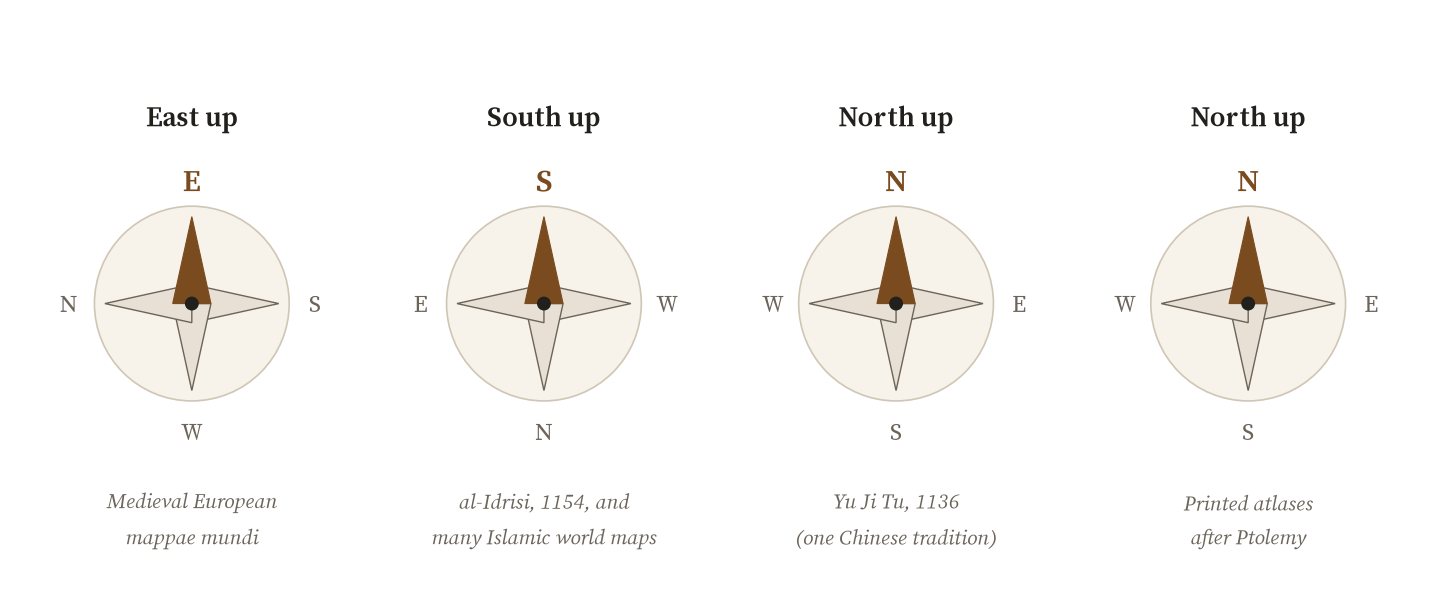 East up
E
N
S
W
Medieval European
mappae mundi
South up
S
E
W
N
al-Idrisi, 1154, and
many Islamic world maps
North up
N
W
E
S
Yu Ji Tu, 1136
(one Chinese tradition)
North up
N
W
E
S
Printed atlases
after Ptolemy